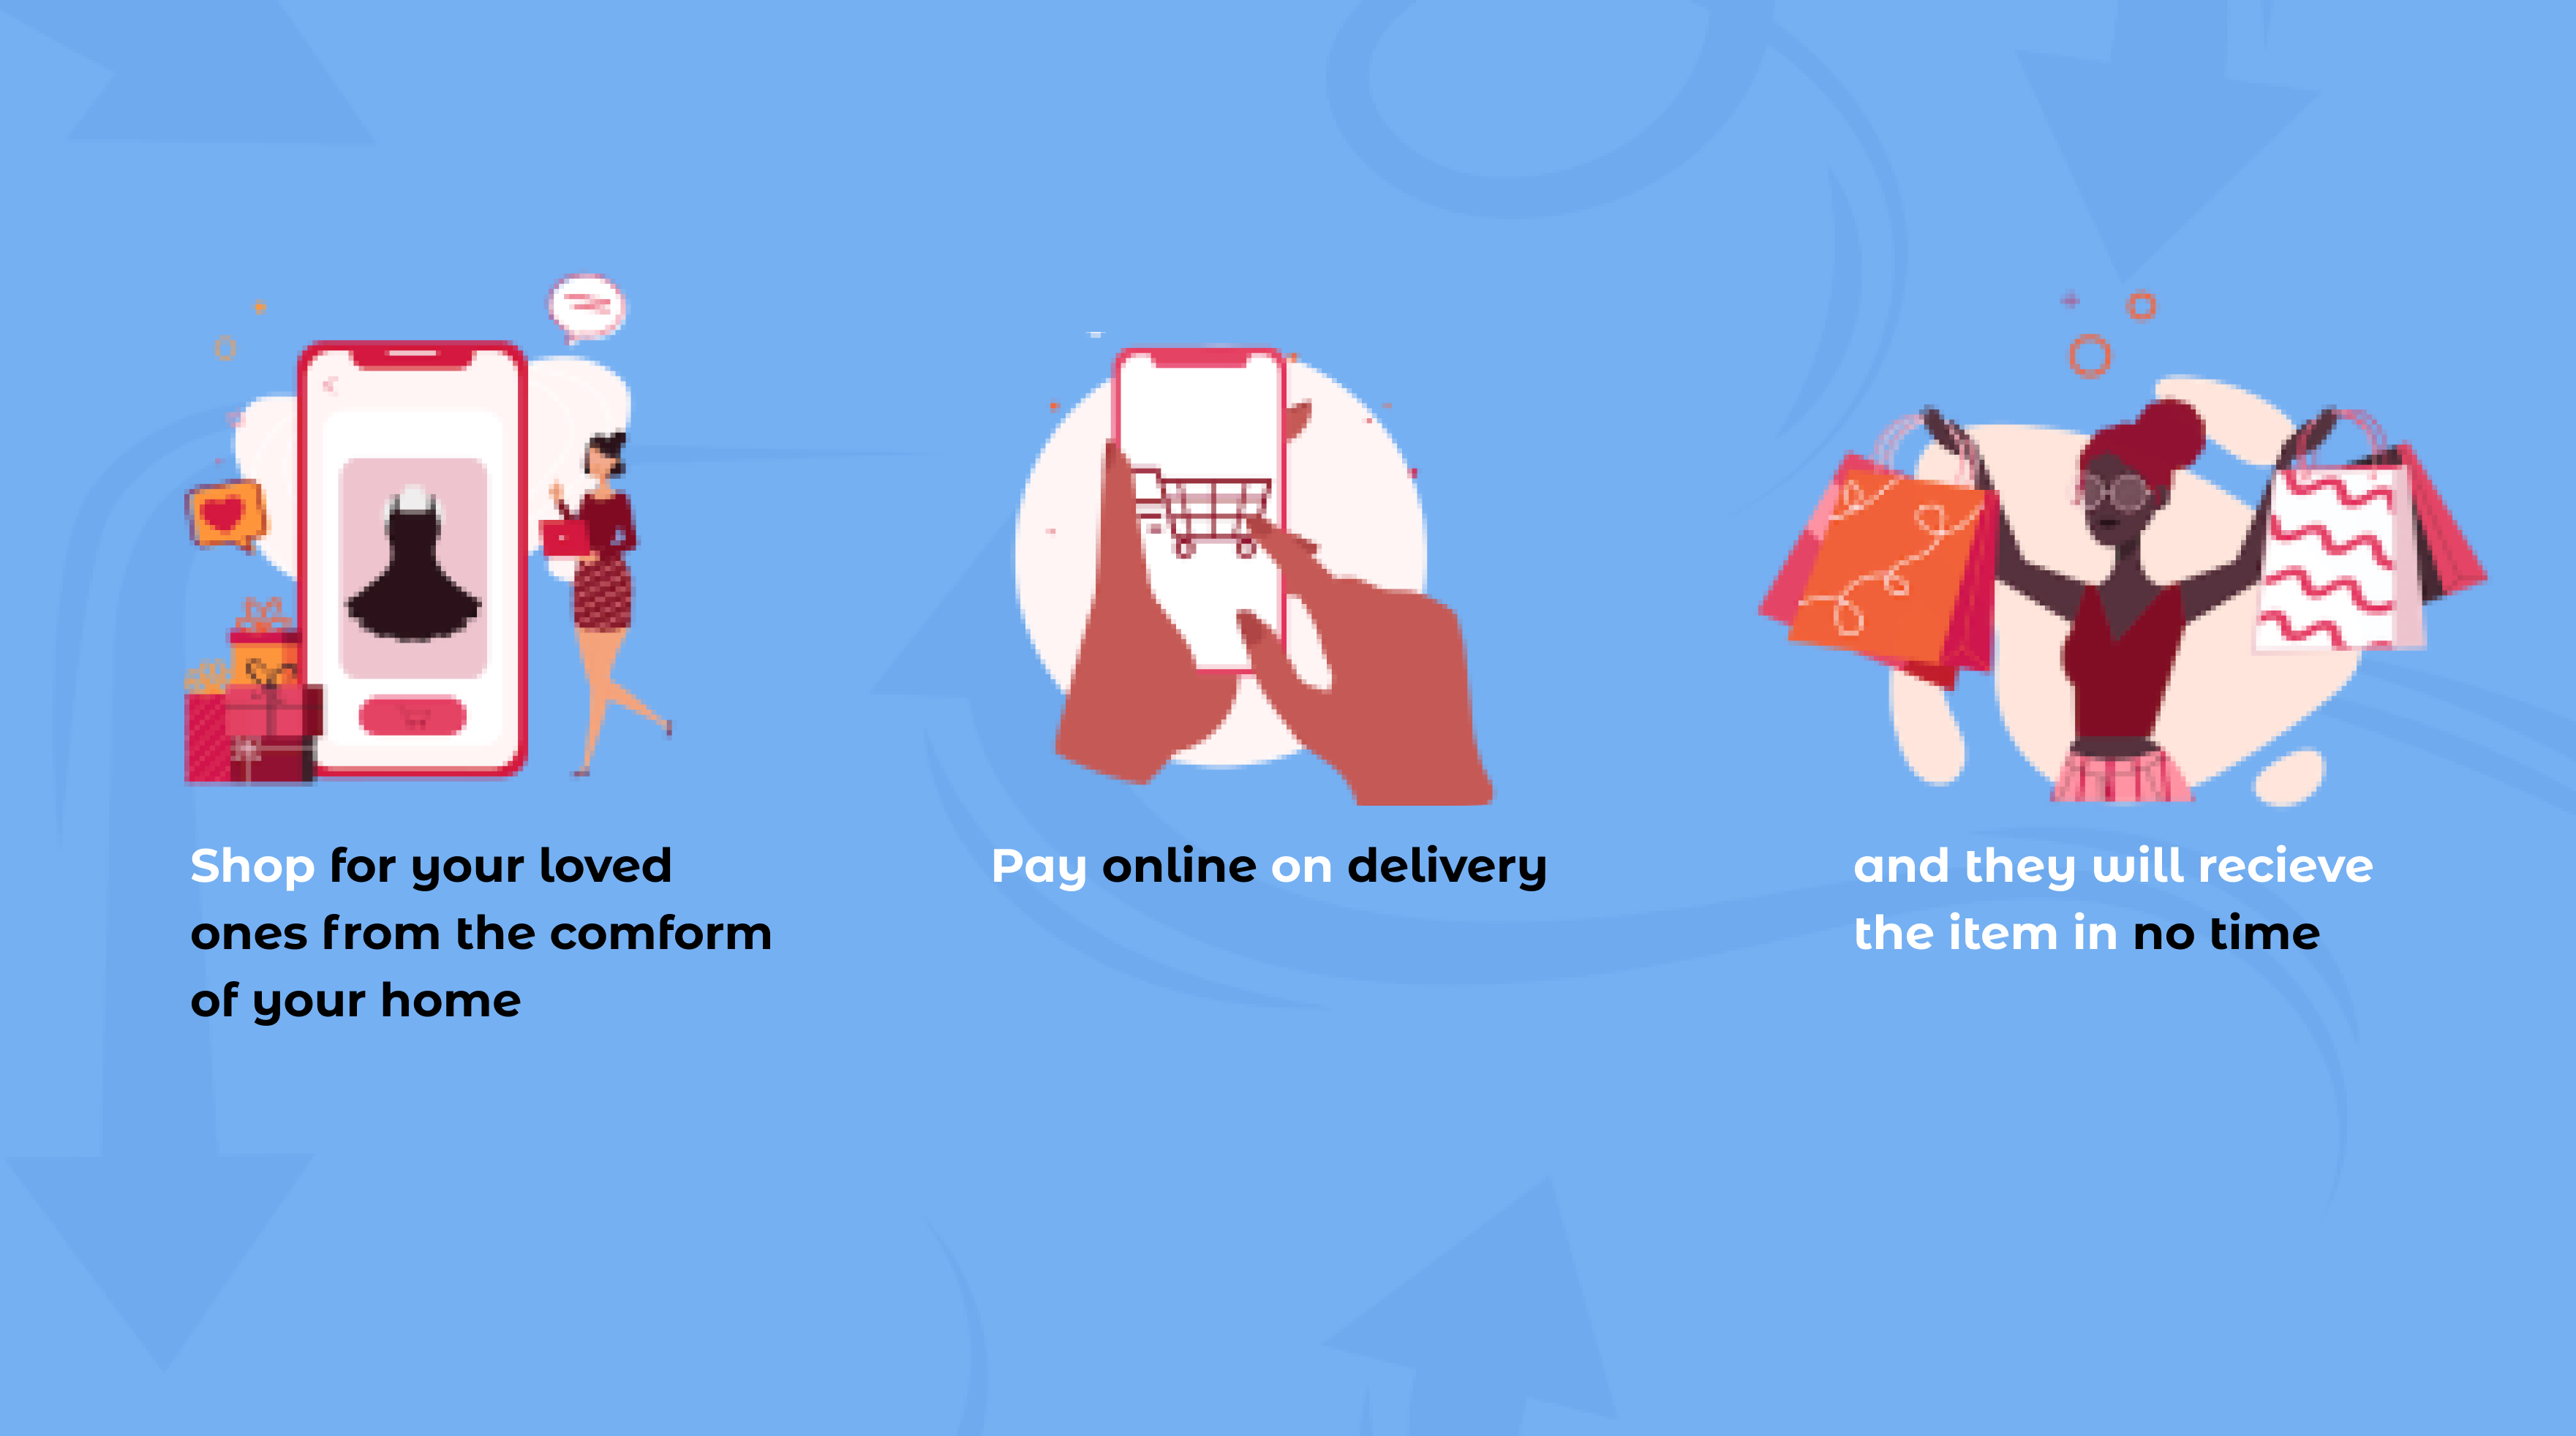 Shop for your loved
ones from the comform
of your home
Pay online on delivery
and they will recieve
the item in no time